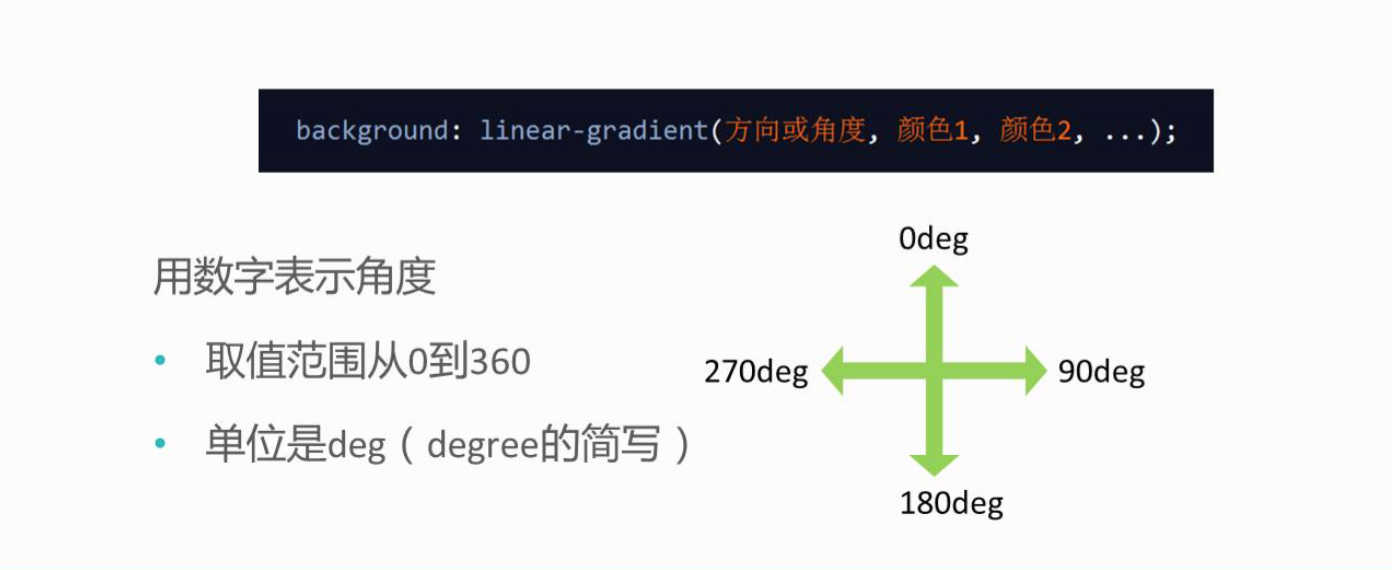 background: linear-gradient(方向或角度, 颜色1, 颜色2, ...);
用数字表示角度
• 取值范围从0到360
• 单位是deg（degree的简写）
0deg
270deg
90deg
180deg